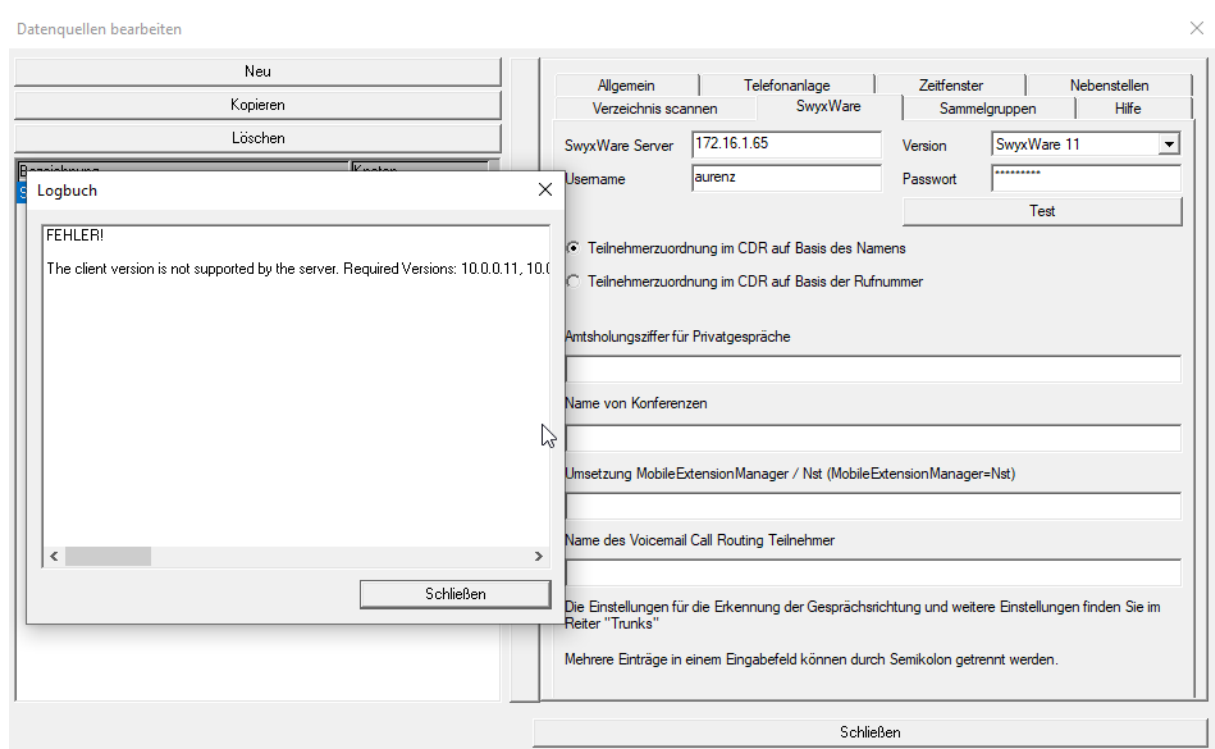 Datenquellen bearbeiten
Neu
Kopieren
Löschen
Logbuch
FEHLER!
The client version is not supported by the server. Required Versions: 10.0.0.11, 10.0
Schließen
Allgemein
Telefonanlage
Zeitfenster
Nebenstellen
Verzeichnis scannen
SwyxWare
Sammelgruppen
Hilfe
SwyxWare Server 172.16.1.65 Version SwyxWare 11
Username aurenz Passwort *********
Test
Teilnehmerzuordnung im CDR auf Basis des Namens
Teilnehmerzuordnung im CDR auf Basis der Rufnummer
Amtsholungsziffer für Privatgespräche
Name von Konferenzen
Umsetzung MobileExtensionManager / Nst (MobileExtensionManager=Nst)
Name des Voicemail Call Routing Teilnehmer
Die Einstellungen für die Erkennung der Gesprächsrichtung und weitere Einstellungen finden Sie im
Reiter "Trunks"
Mehrere Einträge in einem Eingabefeld können durch Semikolon getrennt werden.
Schließen